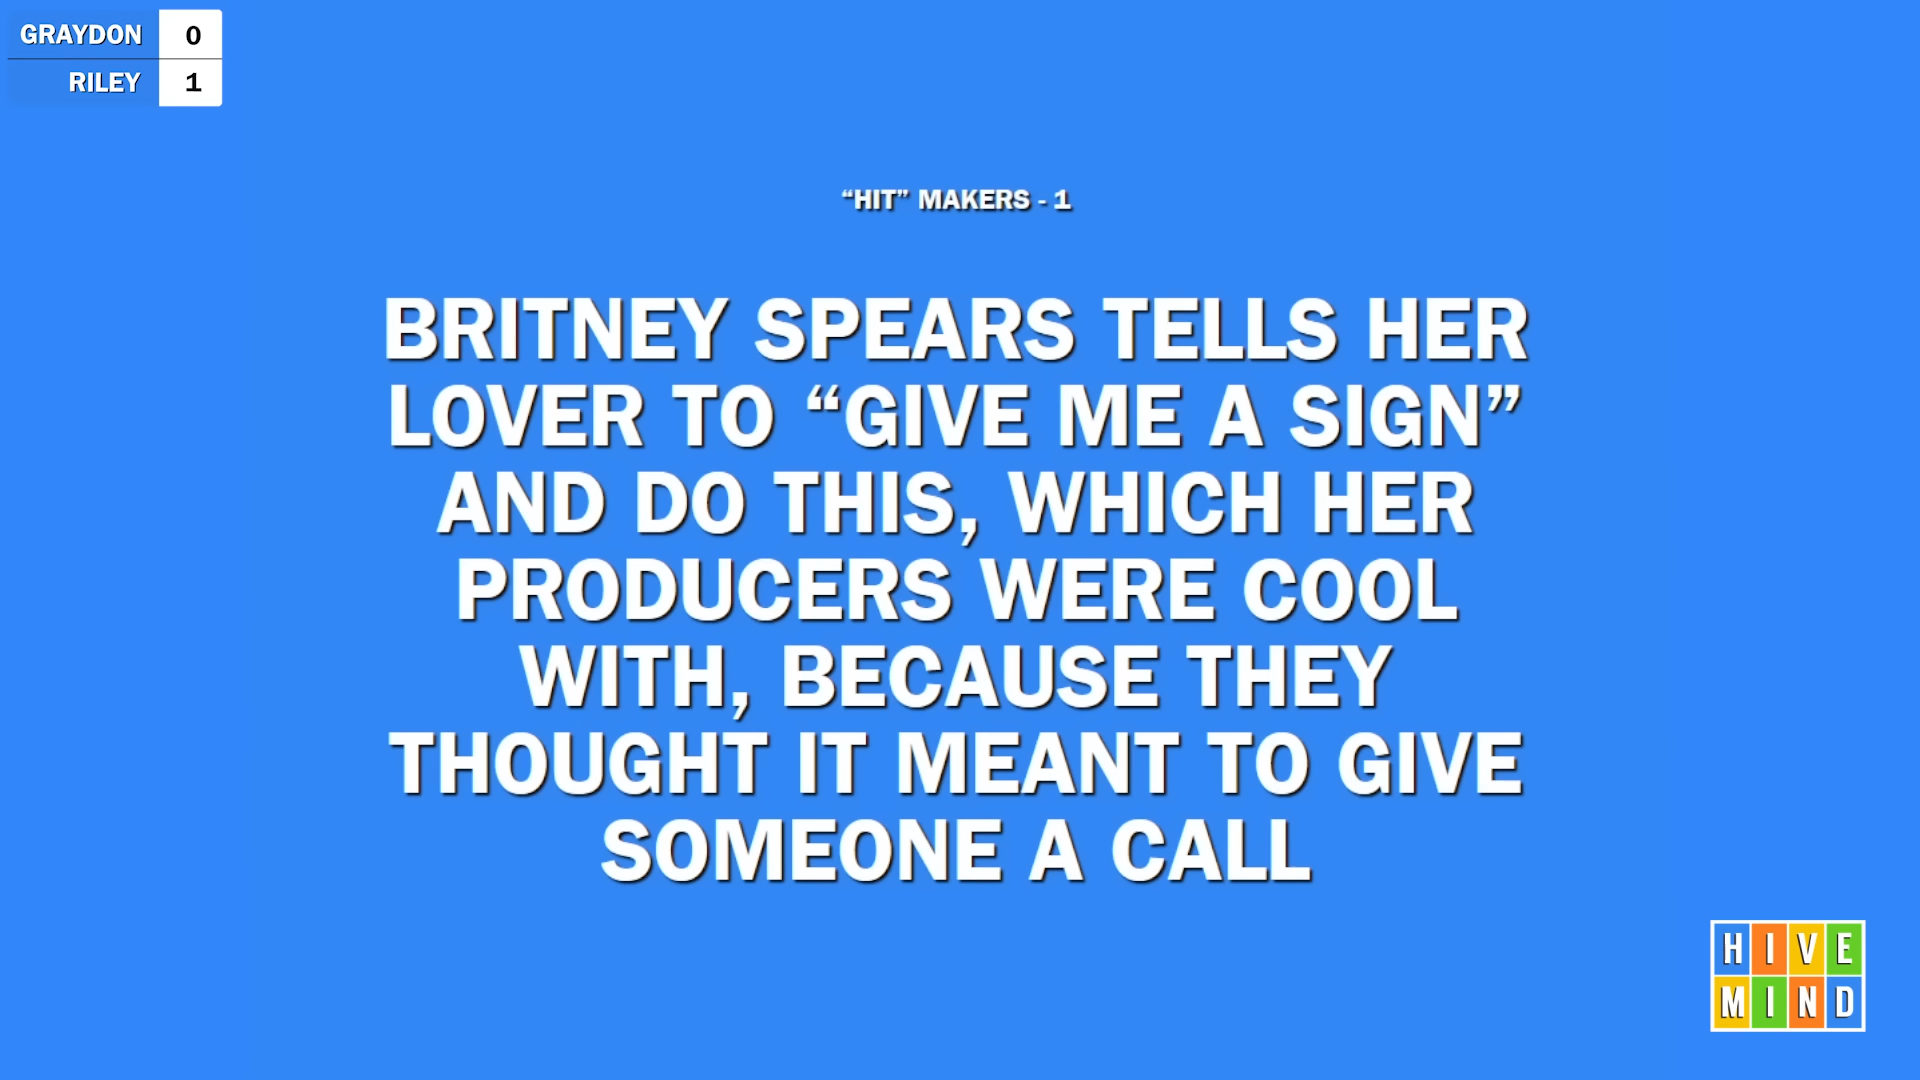 GRAYDON 0
RILEY 1
“HIT” MAKERS - 1
BRITNEY SPEARS TELLS HER
LOVER TO “GIVE ME A SIGN”
AND DO THIS, WHICH HER
PRODUCERS WERE COOL
WITH, BECAUSE THEY
THOUGHT IT MEANT TO GIVE
SOMEONE A CALL
HIVE
MIND